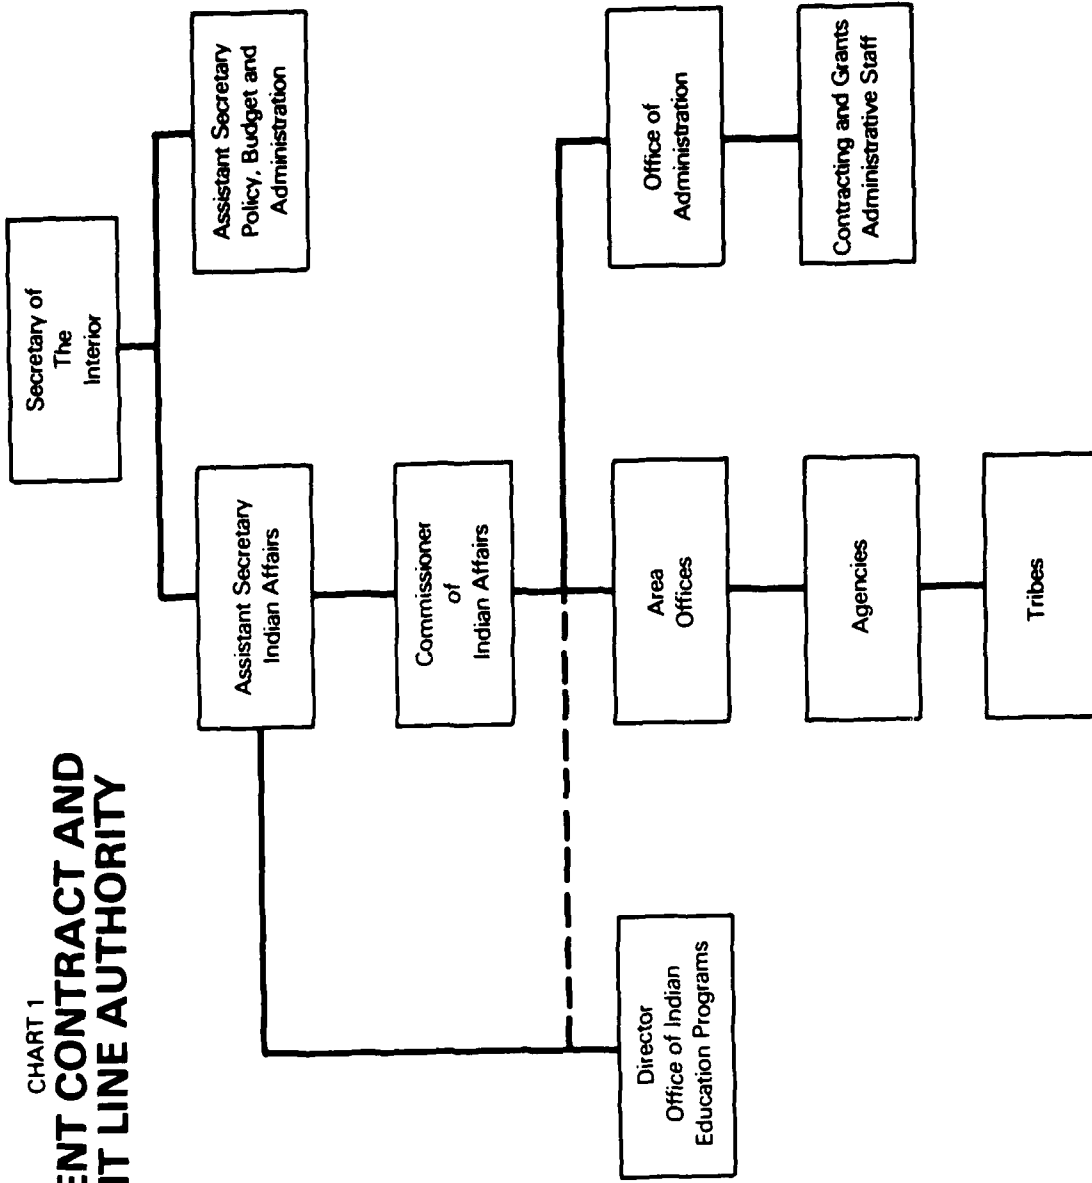 CHART 1
CONTRACT AND
LINE AUTHORITY
Secretary of
The
Interior
Assistant Secretary
Indian Affairs
Assistant Secretary
Policy, Budget and
Administration
Commissioner
of
Indian Affairs
Director
Office of Indian
Education Programs
Area
Offices
Office of
Administration
Agencies
Contracting and Grants
Administrative Staff
Tribes